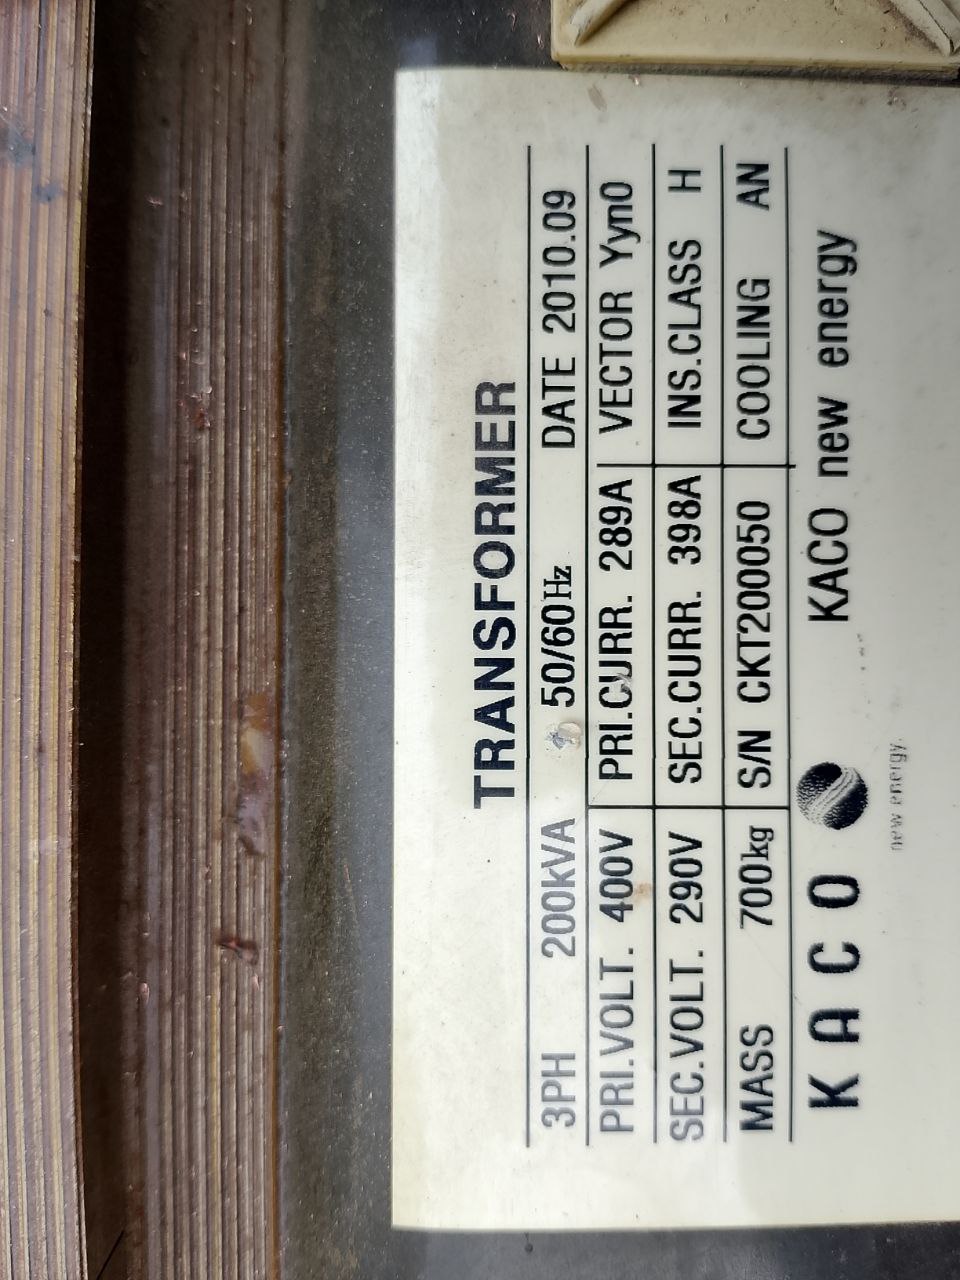 TRANSFORMER
3PH 200kVA 50/60Hz DATE 2010.09
PRI.VOLT. 400V PRI.CURR. 289A VECTOR Yyn0
SEC.VOLT. 290V SEC.CURR. 398A INS.CLASS H
MASS 700kg S/N CKT200050 COOLING AN
KACO KACO new energy
new energy.